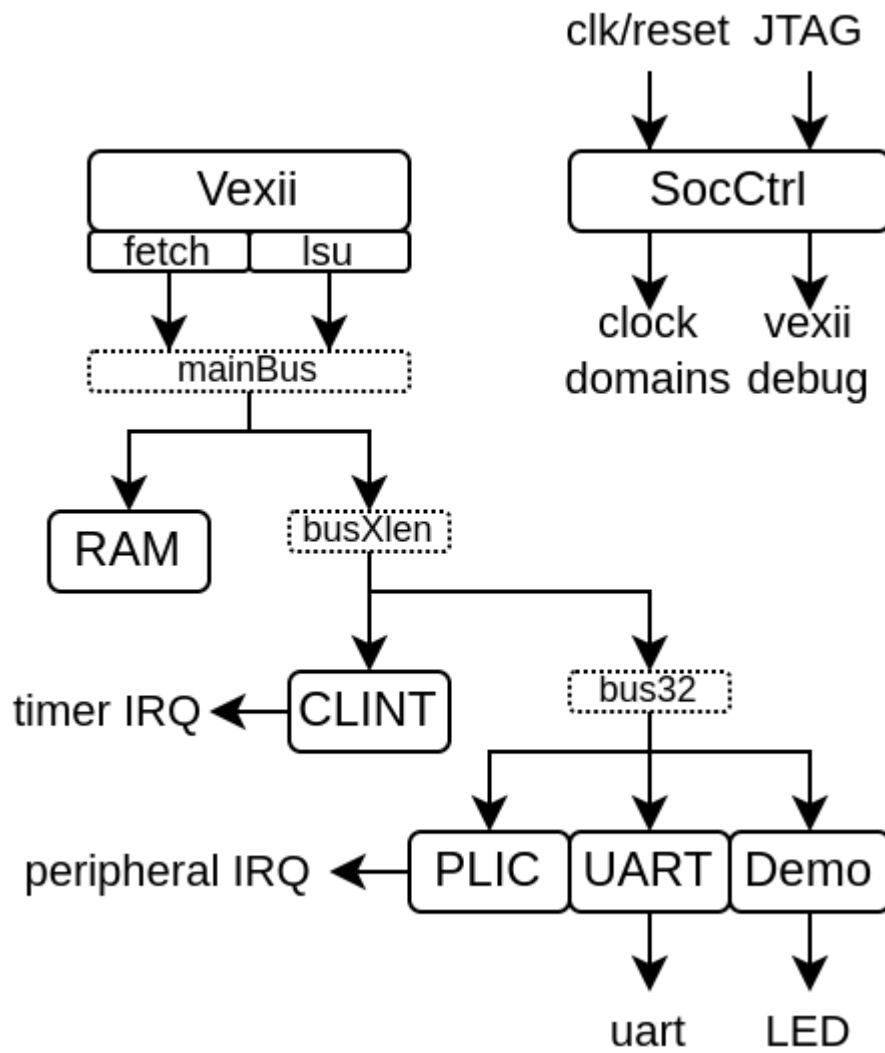 clk/reset JTAG
Vexii
SocCtrl
fetch lsu
clock vexii
domains debug
mainBus
RAM
busXlen
timer IRQ
CLINT
bus32
peripheral IRQ
PLIC
UART
Demo
uart
LED